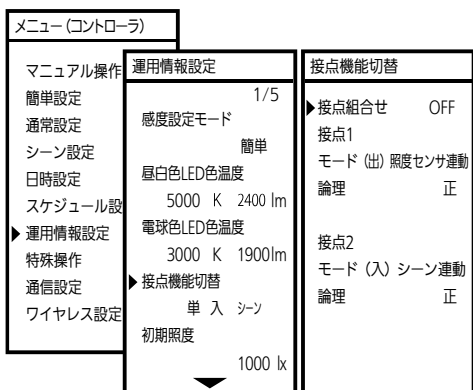 メニュー (コントローラ)
マニュアル操作
簡単設定
通常設定
シーン設定
日時設定
スケジュール設
運用情報設定
特殊操作
通信設定
ワイヤレス設定
運用情報設定
1/5
感度設定モード
簡単
昼白色LED色温度
5000 K 2400 lm
電球色LED色温度
3000 K 1900lm
接点機能切替
単 入 シーン
初期照度
1000 lx
接点機能切替
接点組合せ OFF
接点1
モード (出) 照度センサ連動
論理 正
接点2
モード (入) シーン連動
論理 正